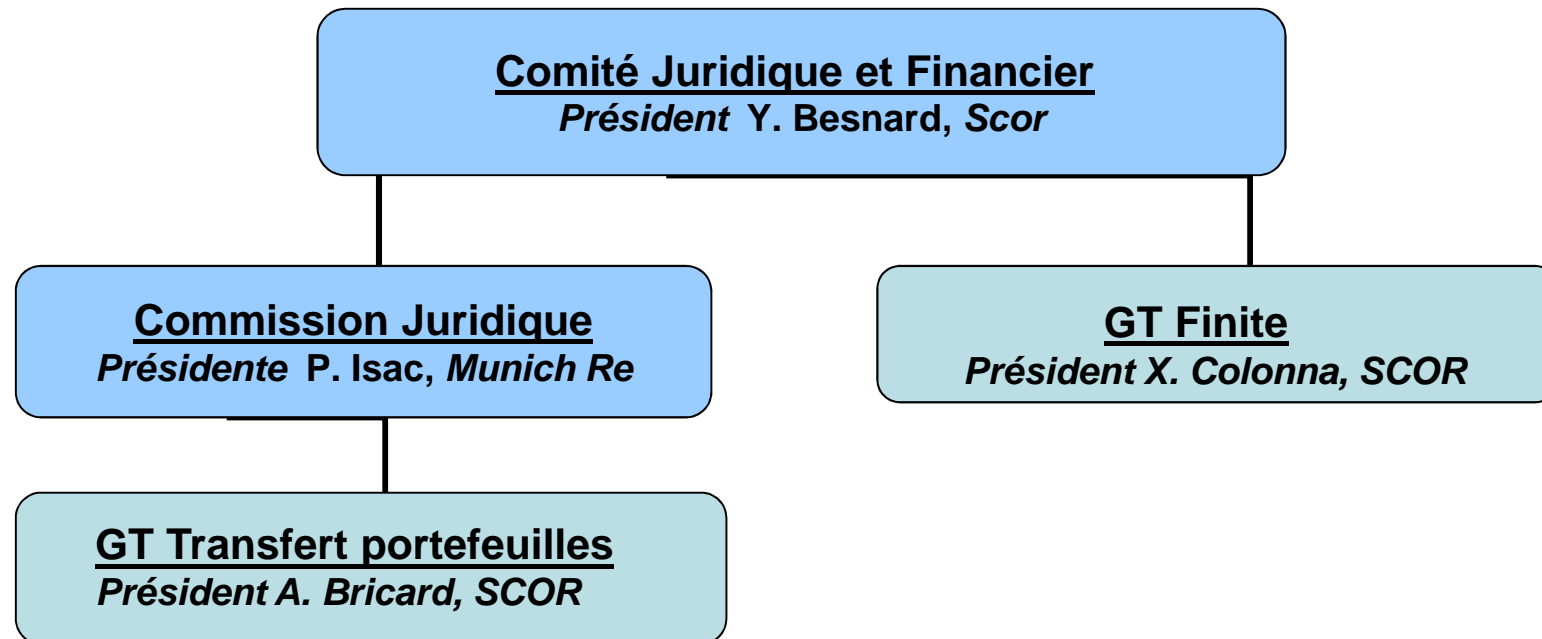 Comité Juridique et Financier
Président Y. Besnard, Scor
Commission Juridique
Présidente P. Isac, Munich Re
GT Finite
Président X. Colonna, SCOR
GT Transfert portefeuilles
Président A. Bricard, SCOR